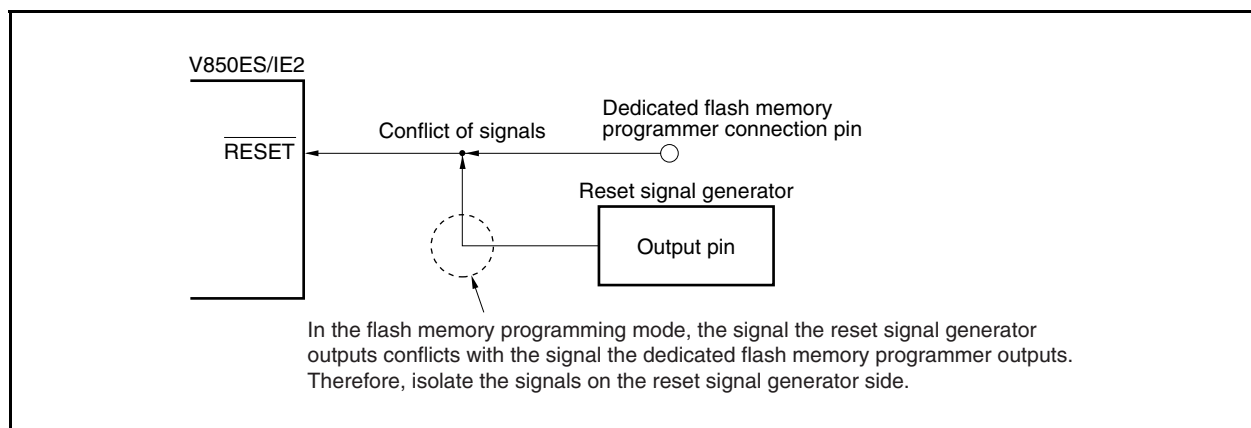 V850ES/IE2
Dedicated flash memory
programmer connection pin
Conflict of signals
RESET
Reset signal generator
Output pin
In the flash memory programming mode, the signal the reset signal generator
outputs conflicts with the signal the dedicated flash memory programmer outputs.
Therefore, isolate the signals on the reset signal generator side.